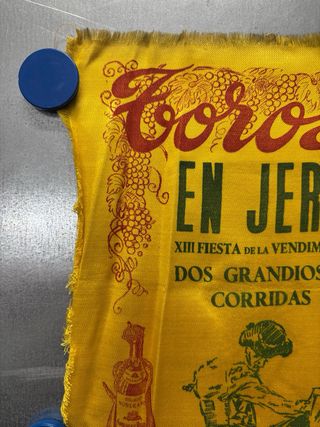 Toros
EN JER
XIII FIESTA DE LA VENDIM
DOS GRANDIOS
CORRIDAS